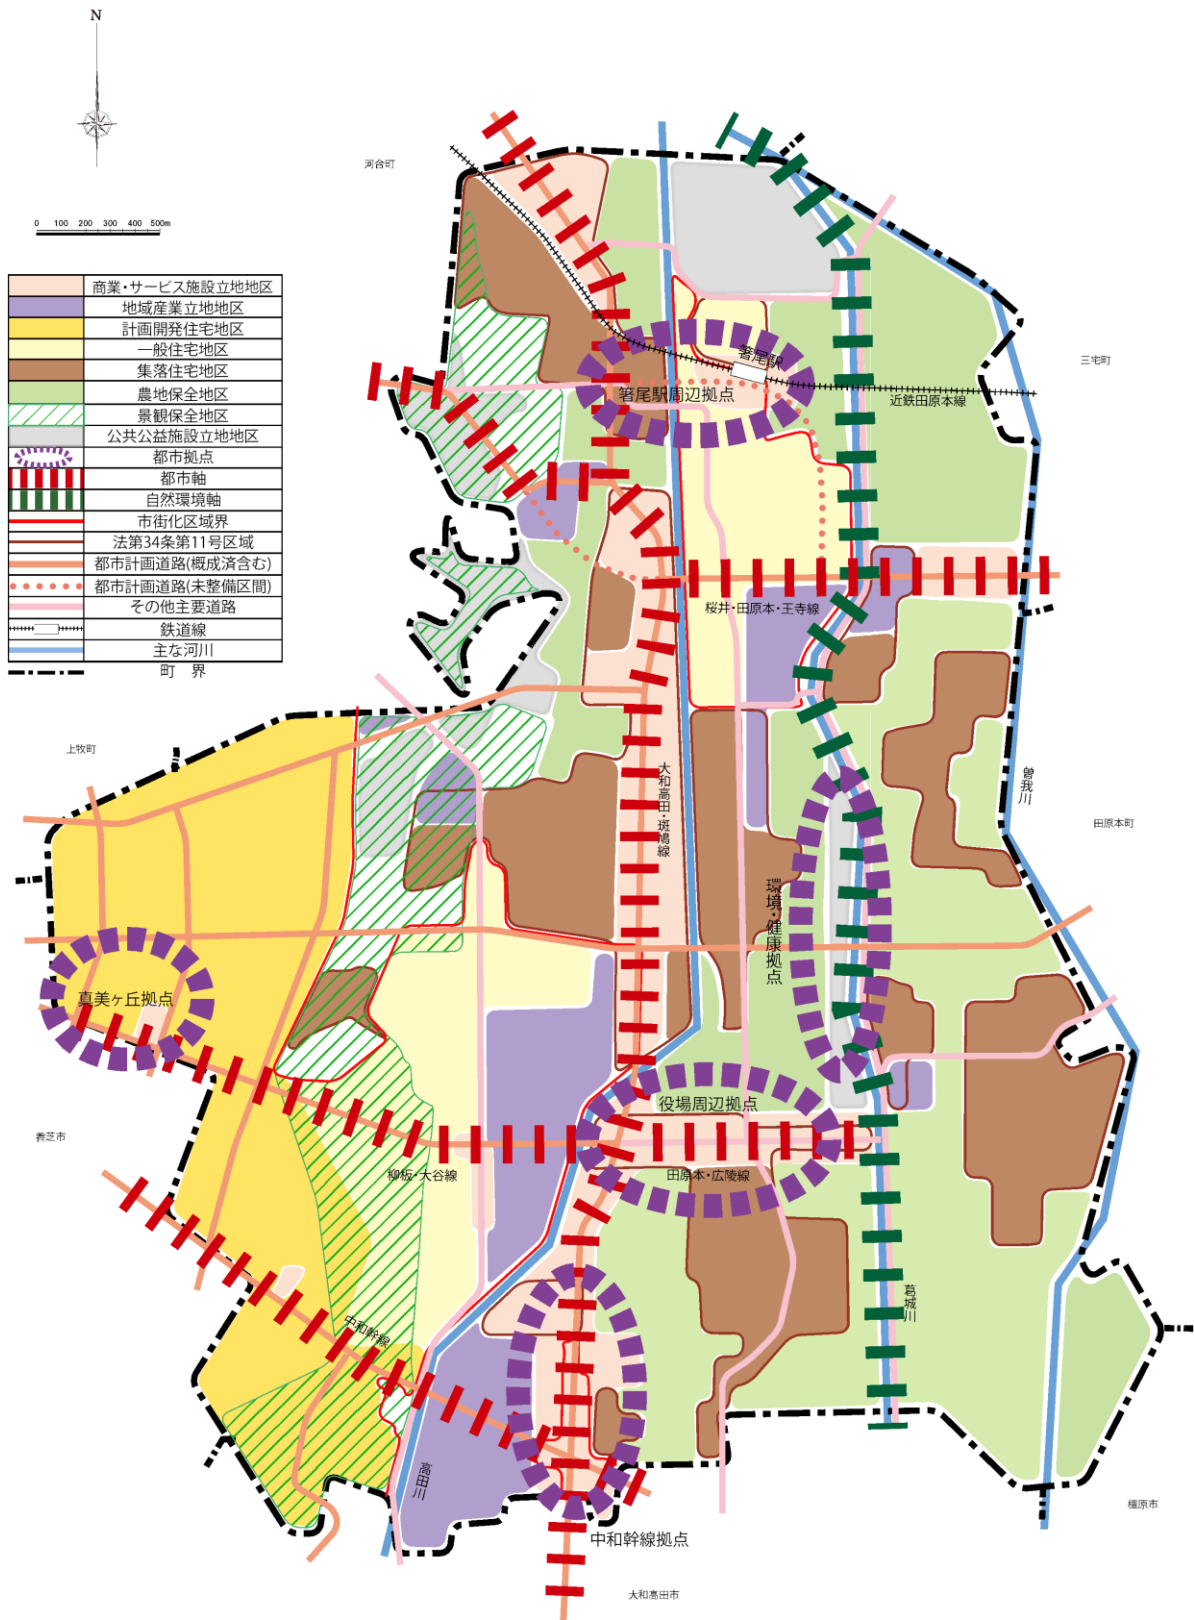 N
0 100 200 300 400 500m
商業・サービス施設立地地区
地域産業立地地区
計画開発住宅地区
一般住宅地区
集落住宅地区
農地保全地区
景観保全地区
公共公益施設立地地区
都市拠点
都市軸
自然環境軸
市街化区域界
法第34条第11号区域
都市計画道路(概成済含む)
都市計画道路(未整備区間)
その他主要道路
鉄道線
主な河川
町 界
河合町
三宅町
箸尾駅
箸尾駅周辺拠点
近鉄田原本線
桜井・田原本・王寺線
上牧町
大和高田・斑鳩線
曽我川
田原本町
環境・健康拠点
真美ヶ丘拠点
役場周辺拠点
香芝市
柳板・大谷線
田原本・広陵線
葛城川
中和幹線
高田川
中和幹線拠点
橿原市
大和高田市